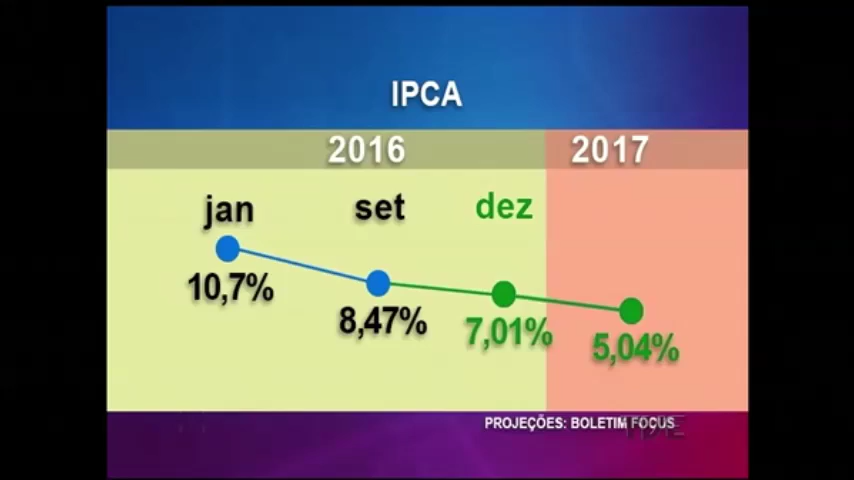 IPCA
2016 2017
jan set dez
10,7%
8,47%
7,01%
5,04%
PROJEÇÕES: BOLETIM FOCUS